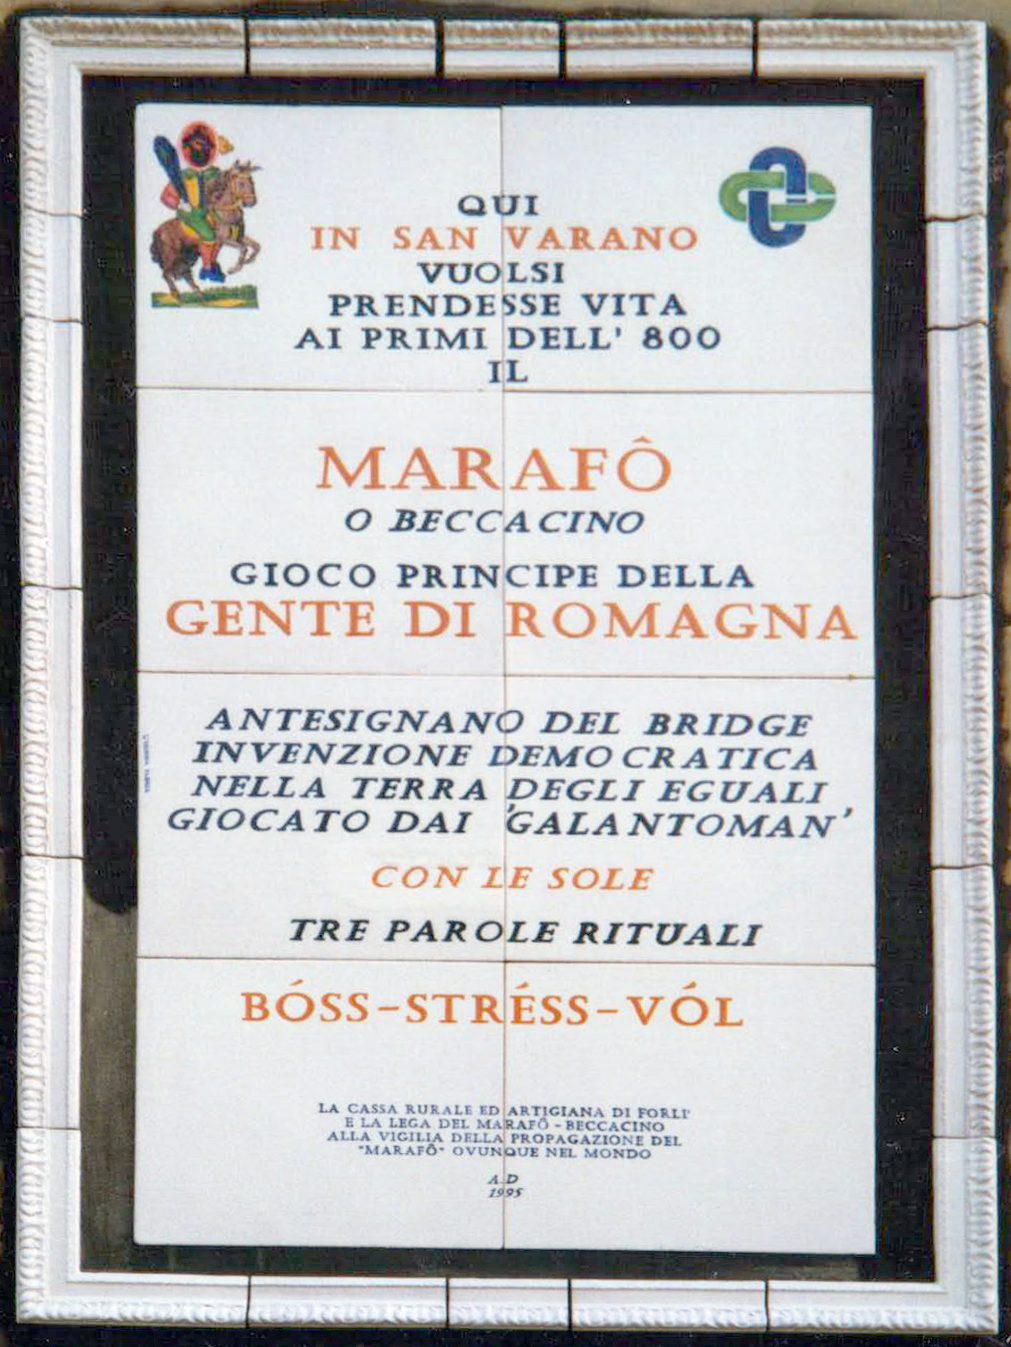 QUI
IN SAN VARANO
VUOLSI
PRENDESSE VITA
AI PRIMI DELL' 800
IL
MARAFÔ
O BECCACINO
GIOCO PRINCIPE DELLA
GENTE DI ROMAGNA
ANTESIGNANO DEL BRIDGE
INVENZIONE DEMOCRATICA
NELLA TERRA DEGLI EGUALI
GIOCATO DAI 'GALANTOMAN'
CON LE SOLE
TRE PAROLE RITUALI
BÓSS-STRÉSS-VÓL
LA CASSA RURALE ED ARTIGIANA DI FORLI'
E LA LEGA DEL MARAFÔ - BECCACINO
ALLA VIGILIA DELLA PROPAGAZIONE DEL
"MARAFÔ" OVUNQUE NEL MONDO
A.D
1995